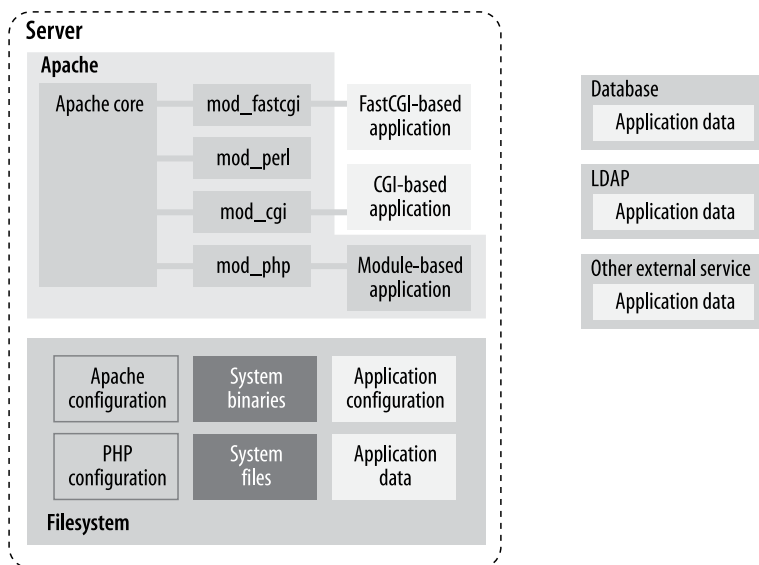 Server
Apache
Apache core
mod_fastcgi
FastCGI-based
application
mod_perl
CGI-based
application
mod_cgi
mod_php
Module-based
application
Apache
configuration
System
binaries
Application
configuration
PHP
configuration
System
files
Application
data
Filesystem
Database
Application data
LDAP
Application data
Other external service
Application data